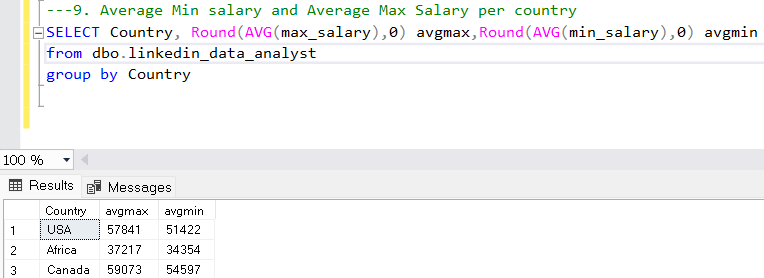 ---9. Average Min salary and Average Max Salary per country
SELECT Country, Round(AVG(max_salary),0) avgmax,Round(AVG(min_salary),0) avgmin
from dbo.linkedin_data_analyst
group by Country
100 %
Results Messages
Country avgmax avgmin
1 USA 57841 51422
2 Africa 37217 34354
3 Canada 59073 54597